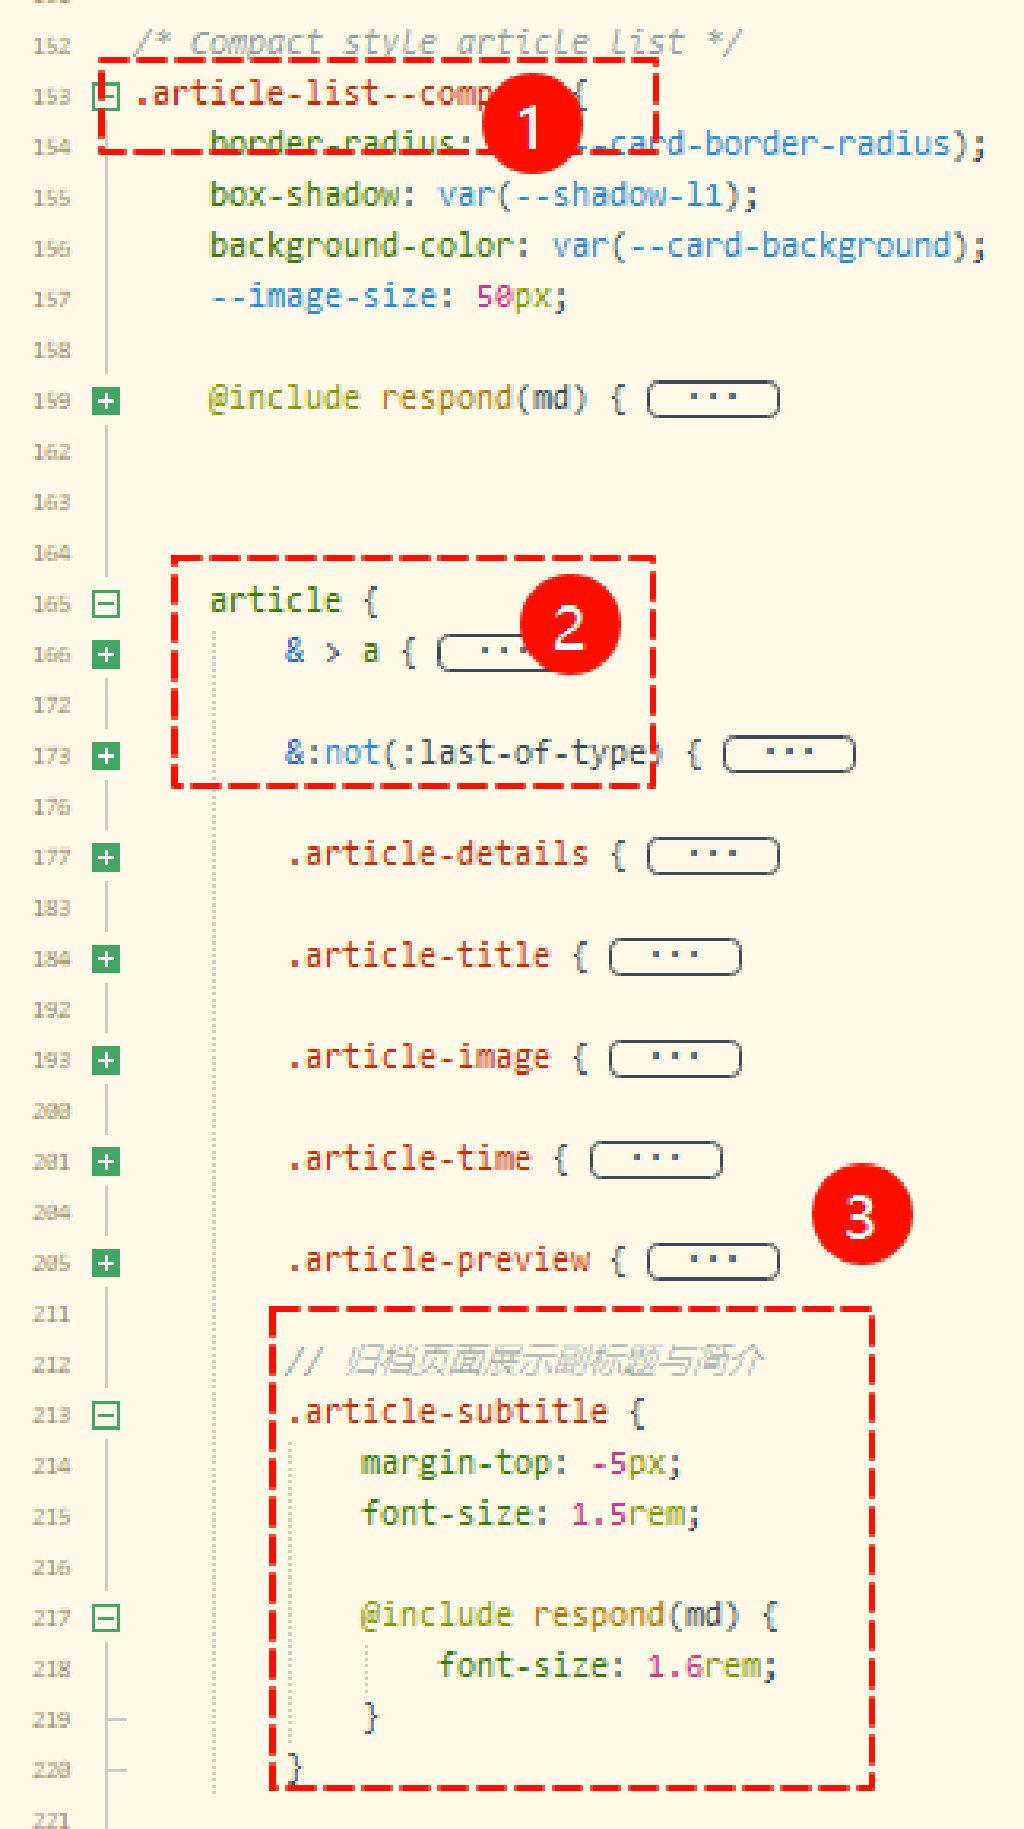 152 /* Compact style article list */
153 .article-list--comp {
1
154 border-radius: --card-border-radius);
155 box-shadow: var(--shadow-l1);
156 background-color: var(--card-background);
157 --image-size: 50px;
158
159 @include respond(md) { ...
162
163
164
165 article {
2
166 & > a { ...
172
173 &:not(:last-of-type) { ...
176
177 .article-details { ...
183
184 .article-title { ...
192
193 .article-image { ...
200
201 .article-time { ...
204
3
205 .article-preview { ...
211
212 // 归档页面展示副标题与简介
213 .article-subtitle {
214 margin-top: -5px;
215 font-size: 1.5rem;
216
217 @include respond(md) {
218 font-size: 1.6rem;
219 }
220 }
221